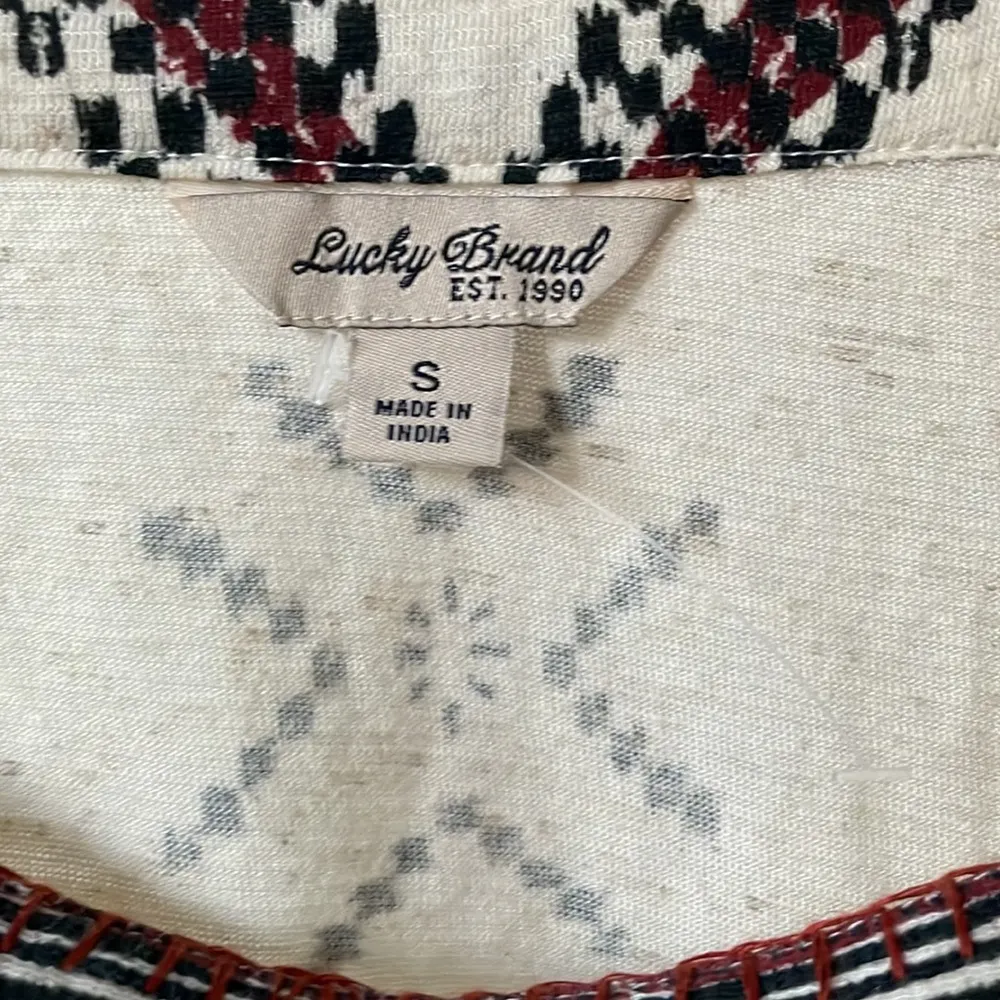 Lucky Brand
EST. 1990
S
MADE IN
INDIA